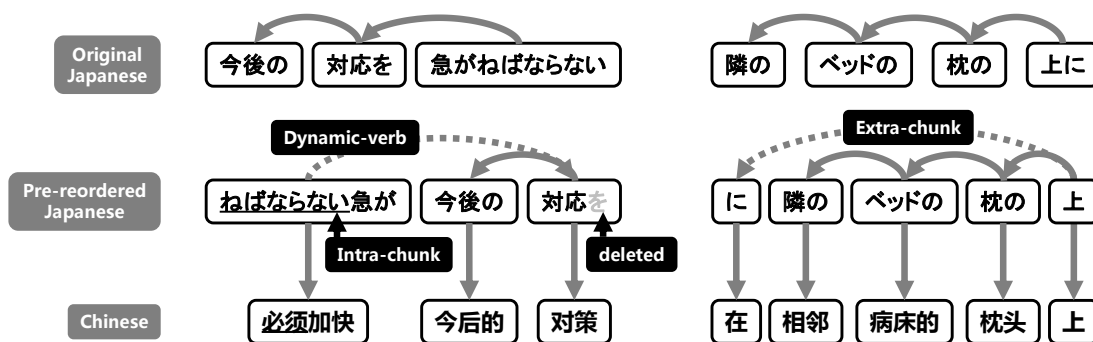 Original
Japanese
今後の 対応を 急がねばならない 隣の ベッドの 枕の 上に
Dynamic-verb Extra-chunk
Pre-reordered
Japanese
ねばならない急が 今後の 対応を に 隣の ベッドの 枕の 上
Intra-chunk deleted
Chinese
必须加快 今后的 对策 在 相邻 病床的 枕头 上